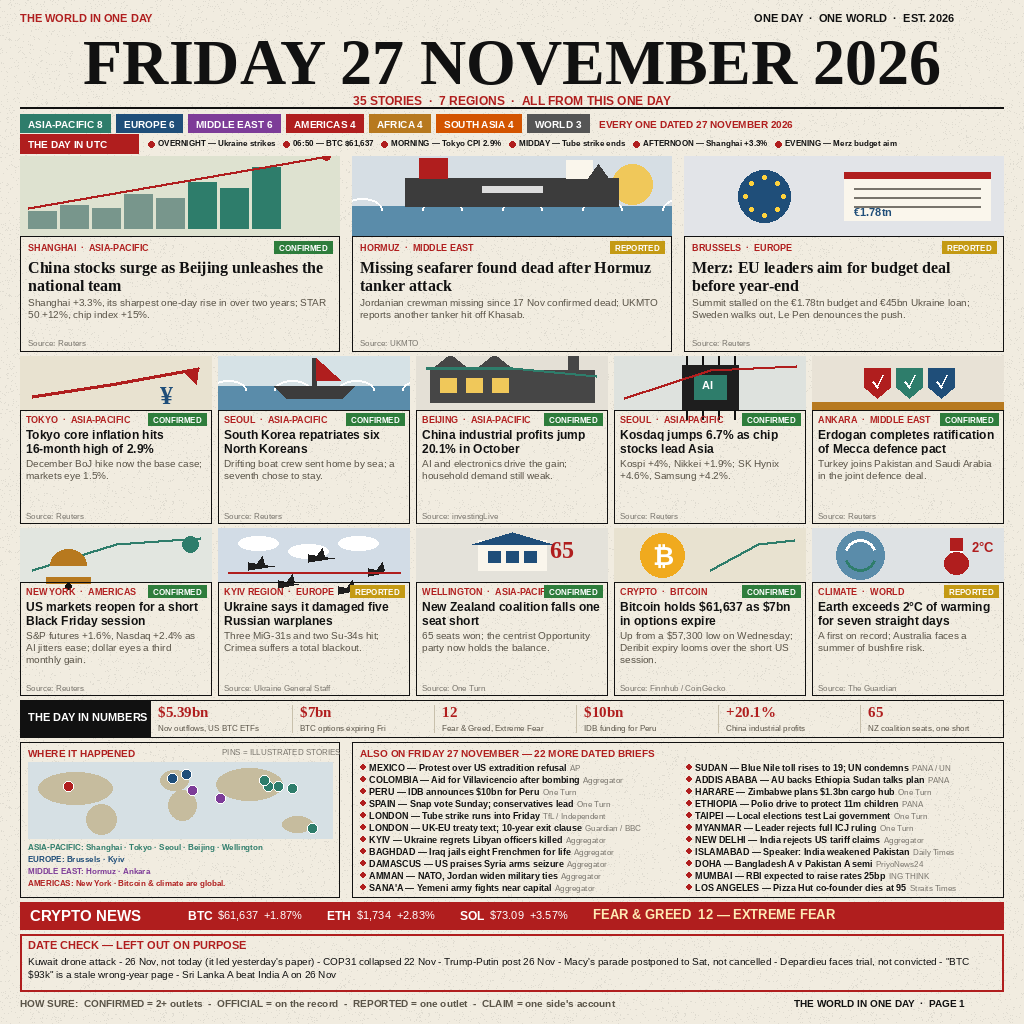 THE WORLD IN ONE DAY
ONE DAY · ONE WORLD · EST. 2026
FRIDAY 27 NOVEMBER 2026
35 STORIES · 7 REGIONS · ALL FROM THIS ONE DAY
ASIA-PACIFIC 8
EUROPE 6
MIDDLE EAST 6
AMERICAS 4
AFRICA 4
SOUTH ASIA 4
WORLD 3
EVERY ONE DATED 27 NOVEMBER 2026
THE DAY IN UTC
OVERNIGHT — Ukraine strikes
06:50 — BTC $61,637
MORNING — Tokyo CPI 2.9%
MIDDAY — Tube strike ends
AFTERNOON — Shanghai +3.3%
EVENING — Merz budget aim
€1.78tn
SHANGHAI · ASIA-PACIFIC
CONFIRMED
China stocks surge as Beijing unleashes the
national team
Shanghai +3.3%, its sharpest one-day rise in over two years; STAR
50 +12%, chip index +15%.
Source: Reuters
HORMUZ · MIDDLE EAST
REPORTED
Missing seafarer found dead after Hormuz
tanker attack
Jordanian crewman missing since 17 Nov confirmed dead; UKMTO
reports another tanker hit off Khasab.
Source: UKMTO
BRUSSELS · EUROPE
REPORTED
Merz: EU leaders aim for budget deal
before year-end
Summit stalled on the €1.78tn budget and €45bn Ukraine loan;
Sweden walks out, Le Pen denounces the push.
Source: Reuters
¥
AI
TOKYO · ASIA-PACIFIC
CONFIRMED
Tokyo core inflation hits
16-month high of 2.9%
December BoJ hike now the base case;
markets eye 1.5%.
Source: Reuters
SEOUL · ASIA-PACIFIC
CONFIRMED
South Korea repatriates six
North Koreans
Drifting boat crew sent home by sea; a
seventh chose to stay.
Source: Reuters
BEIJING · ASIA-PACIFIC
CONFIRMED
China industrial profits jump
20.1% in October
AI and electronics drive the gain;
household demand still weak.
Source: investingLive
SEOUL · ASIA-PACIFIC
CONFIRMED
Kosdaq jumps 6.7% as chip
stocks lead Asia
Kospi +4%, Nikkei +1.9%; SK Hynix
+4.6%, Samsung +4.2%.
Source: Reuters
ANKARA · MIDDLE EAST
CONFIRMED
Erdogan completes ratification
of Mecca defence pact
Turkey joins Pakistan and Saudi Arabia
in the joint defence deal.
Source: Reuters
65
₿
2°C
NEW YORK · AMERICAS
CONFIRMED
US markets reopen for a short
Black Friday session
S&P futures +1.6%, Nasdaq +2.4% as
AI jitters ease; dollar eyes a third
monthly gain.
Source: Reuters
KYIV REGION · EUROPE
REPORTED
Ukraine says it damaged five
Russian warplanes
Three MiG-31s and two Su-34s hit;
Crimea suffers a total blackout.
Source: Ukraine General Staff
WELLINGTON · ASIA-PACIF
CONFIRMED
New Zealand coalition falls one
seat short
65 seats won; the centrist Opportunity
party now holds the balance.
Source: One Turn
CRYPTO · BITCOIN
CONFIRMED
Bitcoin holds $61,637 as $7bn
in options expire
Up from a $57,300 low on Wednesday;
Deribit expiry looms over the short US
session.
Source: Finnhub / CoinGecko
CLIMATE · WORLD
REPORTED
Earth exceeds 2°C of warming
for seven straight days
A first on record; Australia faces a
summer of bushfire risk.
Source: The Guardian
THE DAY IN NUMBERS
$5.39bn
Nov outflows, US BTC ETFs
$7bn
BTC options expiring Fri
12
Fear & Greed, Extreme Fear
$10bn
IDB funding for Peru
+20.1%
China industrial profits
65
NZ coalition seats, one short
WHERE IT HAPPENED
PINS = ILLUSTRATED STORIES
ASIA-PACIFIC: Shanghai · Tokyo · Seoul · Beijing · Wellington
EUROPE: Brussels · Kyiv
MIDDLE EAST: Hormuz · Ankara
AMERICAS: New York · Bitcoin & climate are global.
ALSO ON FRIDAY 27 NOVEMBER — 22 MORE DATED BRIEFS
MEXICO — Protest over US extradition refusal AP
COLOMBIA — Aid for Villavicencio after bombing Aggregator
PERU — IDB announces $10bn for Peru One Turn
SPAIN — Snap vote Sunday; conservatives lead One Turn
LONDON — Tube strike runs into Friday TfL / Independent
LONDON — UK-EU treaty text; 10-year exit clause Guardian / BBC
KYIV — Ukraine regrets Libyan officers killed Aggregator
BAGHDAD — Iraq jails eight Frenchmen for life Aggregator
DAMASCUS — US praises Syria arms seizure Aggregator
AMMAN — NATO, Jordan widen military ties Aggregator
SANA'A — Yemeni army fights near capital Aggregator
SUDAN — Blue Nile toll rises to 19; UN condemns PANA / UN
ADDIS ABABA — AU backs Ethiopia Sudan talks plan PANA
HARARE — Zimbabwe plans $1.3bn cargo hub One Turn
ETHIOPIA — Polio drive to protect 11m children PANA
TAIPEI — Local elections test Lai government One Turn
MYANMAR — Leader rejects full ICJ ruling One Turn
NEW DELHI — India rejects US tariff claims Aggregator
ISLAMABAD — Speaker: India weakened Pakistan Daily Times
DOHA — Bangladesh A v Pakistan A semi PriyoNews24
MUMBAI — RBI expected to raise rates 25bp ING THINK
LOS ANGELES — Pizza Hut co-founder dies at 95 Straits Times
CRYPTO NEWS
BTC $61,637 +1.87%
ETH $1,734 +2.83%
SOL $73.09 +3.57%
FEAR & GREED 12 — EXTREME FEAR
DATE CHECK — LEFT OUT ON PURPOSE
Kuwait drone attack - 26 Nov, not today (it led yesterday's paper) - COP31 collapsed 22 Nov - Trump-Putin post 26 Nov - Macy's parade postponed to Sat, not cancelled - Depardieu faces trial, not convicted - "BTC
$93k" is a stale wrong-year page - Sri Lanka A beat India A on 26 Nov
HOW SURE: CONFIRMED = 2+ outlets - OFFICIAL = on the record - REPORTED = one outlet - CLAIM = one side's account
THE WORLD IN ONE DAY · PAGE 1